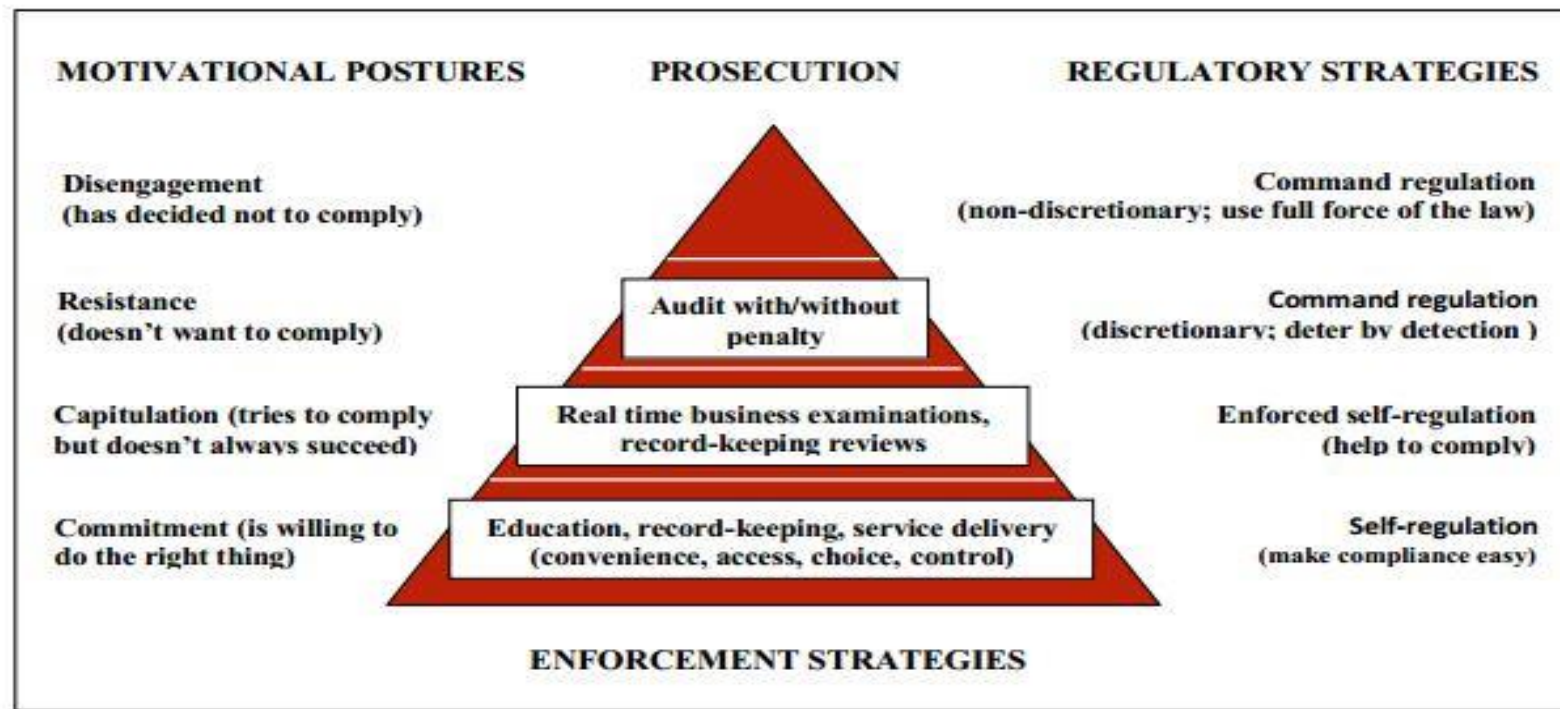 MOTIVATIONAL POSTURES
PROSECUTION
REGULATORY STRATEGIES
Disengagement
(has decided not to comply)
Command regulation
(non-discretionary; use full force of the law)
Resistance
(doesn't want to comply)
Audit with/without
penalty
Command regulation
(discretionary; deter by detection )
Capitulation (tries to comply
but doesn't always succeed)
Real time business examinations,
record-keeping reviews
Enforced self-regulation
(help to comply)
Commitment (is willing to
do the right thing)
Education, record-keeping, service delivery
(convenience, access, choice, control)
Self-regulation
(make compliance easy)
ENFORCEMENT STRATEGIES